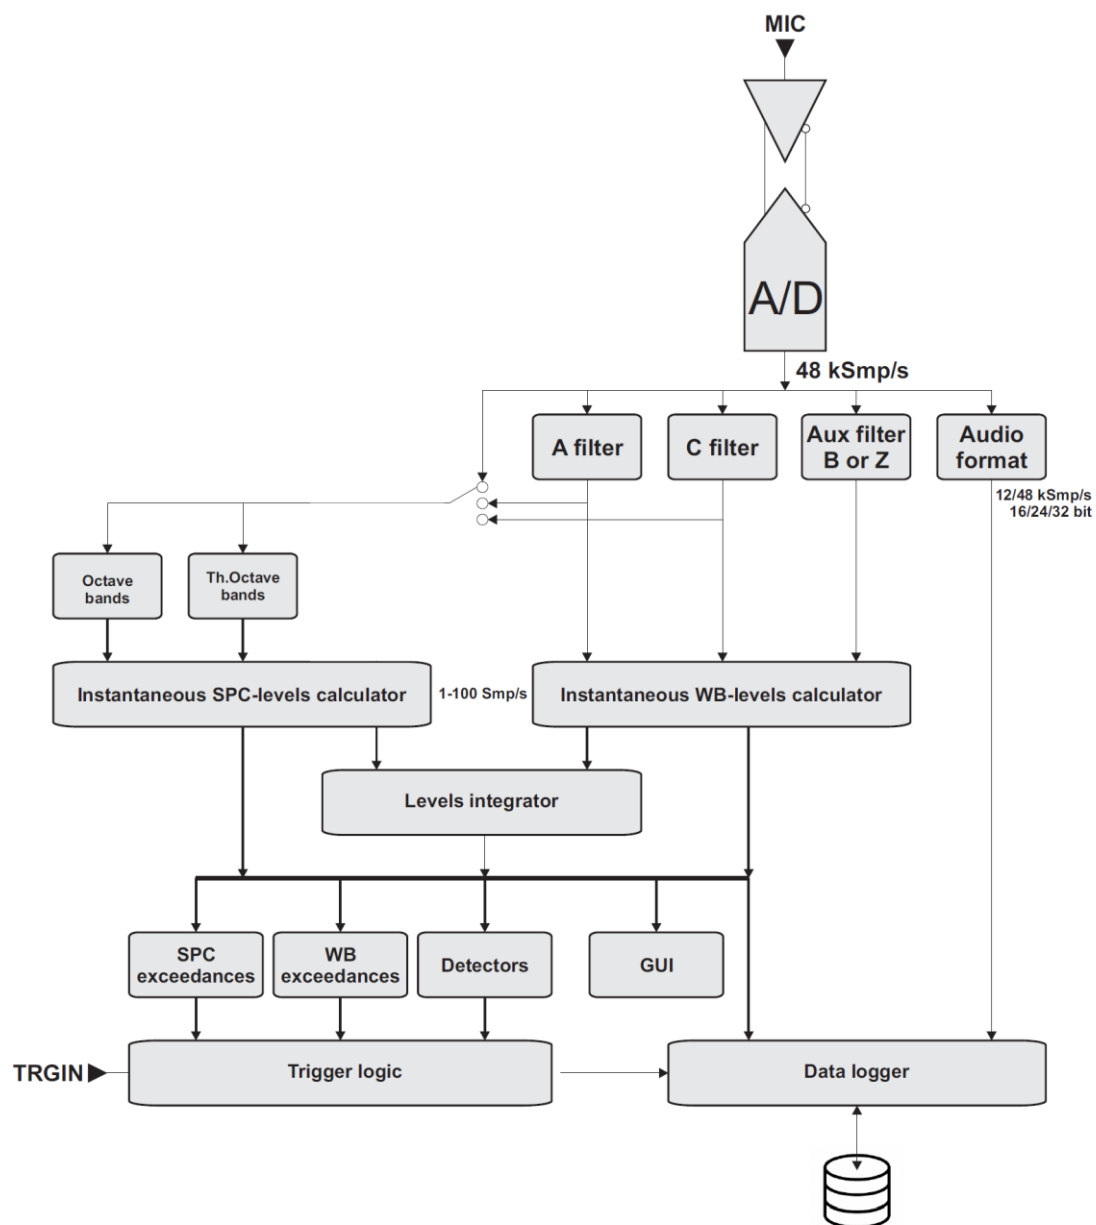 MIC
A/D
48 kSmp/s
A filter
C filter
Aux filter
B or Z
Audio
format
12/48 kSmp/s
16/24/32 bit
Octave
bands
Th.Octave
bands
Instantaneous SPC-levels calculator
1-100 Smp/s
Instantaneous WB-levels calculator
Levels integrator
SPC
exceedances
WB
exceedances
Detectors
GUI
TRGIN
Trigger logic
Data logger